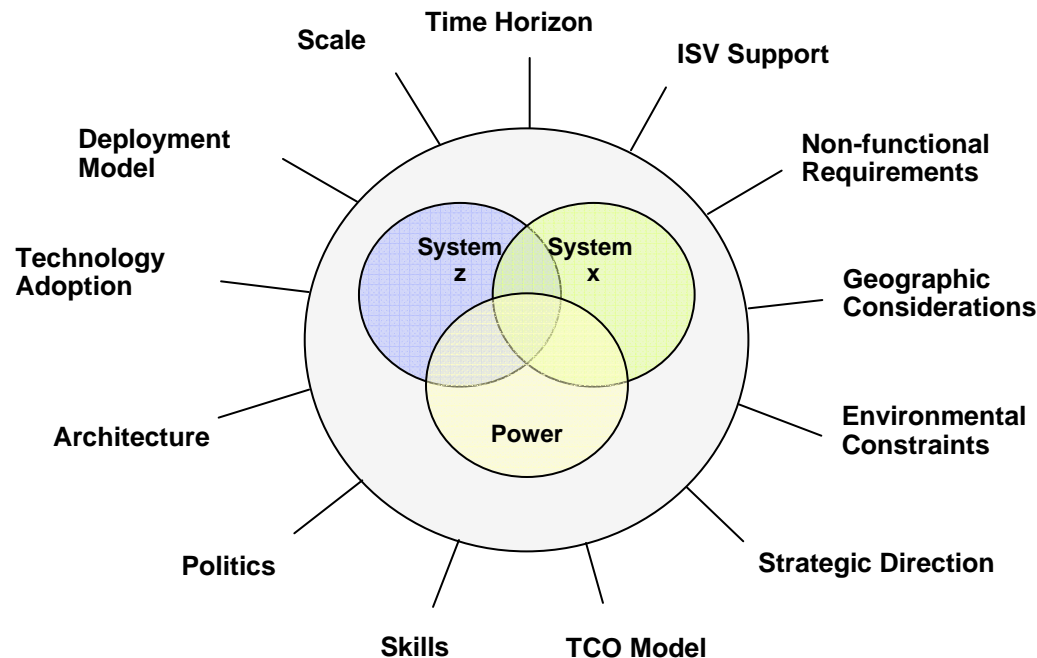 Time Horizon
Scale
ISV Support
Deployment
Model
Non-functional
Requirements
System
z
System
x
Technology
Adoption
Geographic
Considerations
Power
Architecture
Environmental
Constraints
Politics
Strategic Direction
Skills
TCO Model